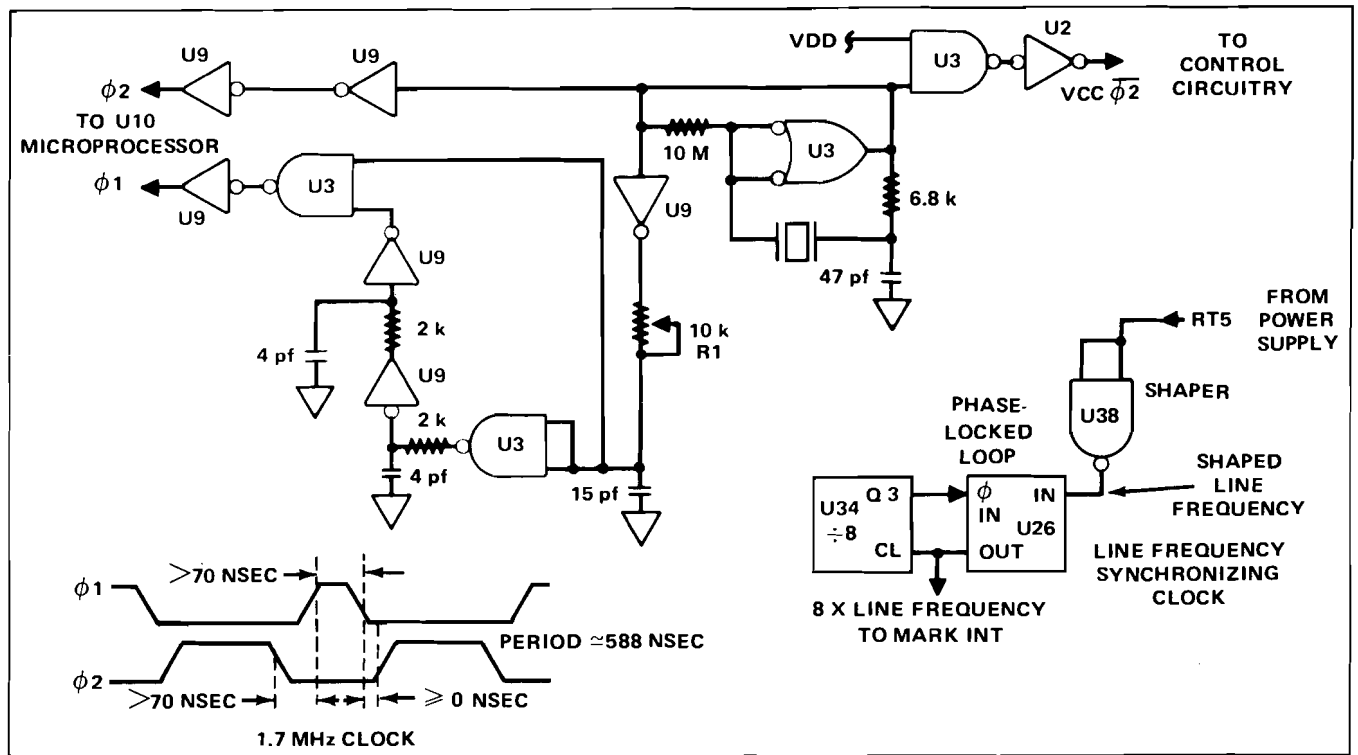 U9
U9
φ2
TO U10
MICROPROCESSOR
φ1
U9
U3
U9
2 k
4 pf
U9
2 k
4 pf
U3
15 pf
VDD
U3
U2
VCC φ2̅
TO
CONTROL
CIRCUITRY
10 M
U3
U9
6.8 k
47 pf
10 k
R1
RT5
FROM
POWER
SUPPLY
SHAPER
U38
PHASE-
LOCKED
LOOP
SHAPED
LINE
FREQUENCY
Q 3
U34
÷8
CL
φ
IN
IN
U26
OUT
LINE FREQUENCY
SYNCHRONIZING
CLOCK
8 X LINE FREQUENCY
TO MARK INT
>70 NSEC
φ1
PERIOD ≃588 NSEC
φ2
>70 NSEC
≥ 0 NSEC
1.7 MHz CLOCK